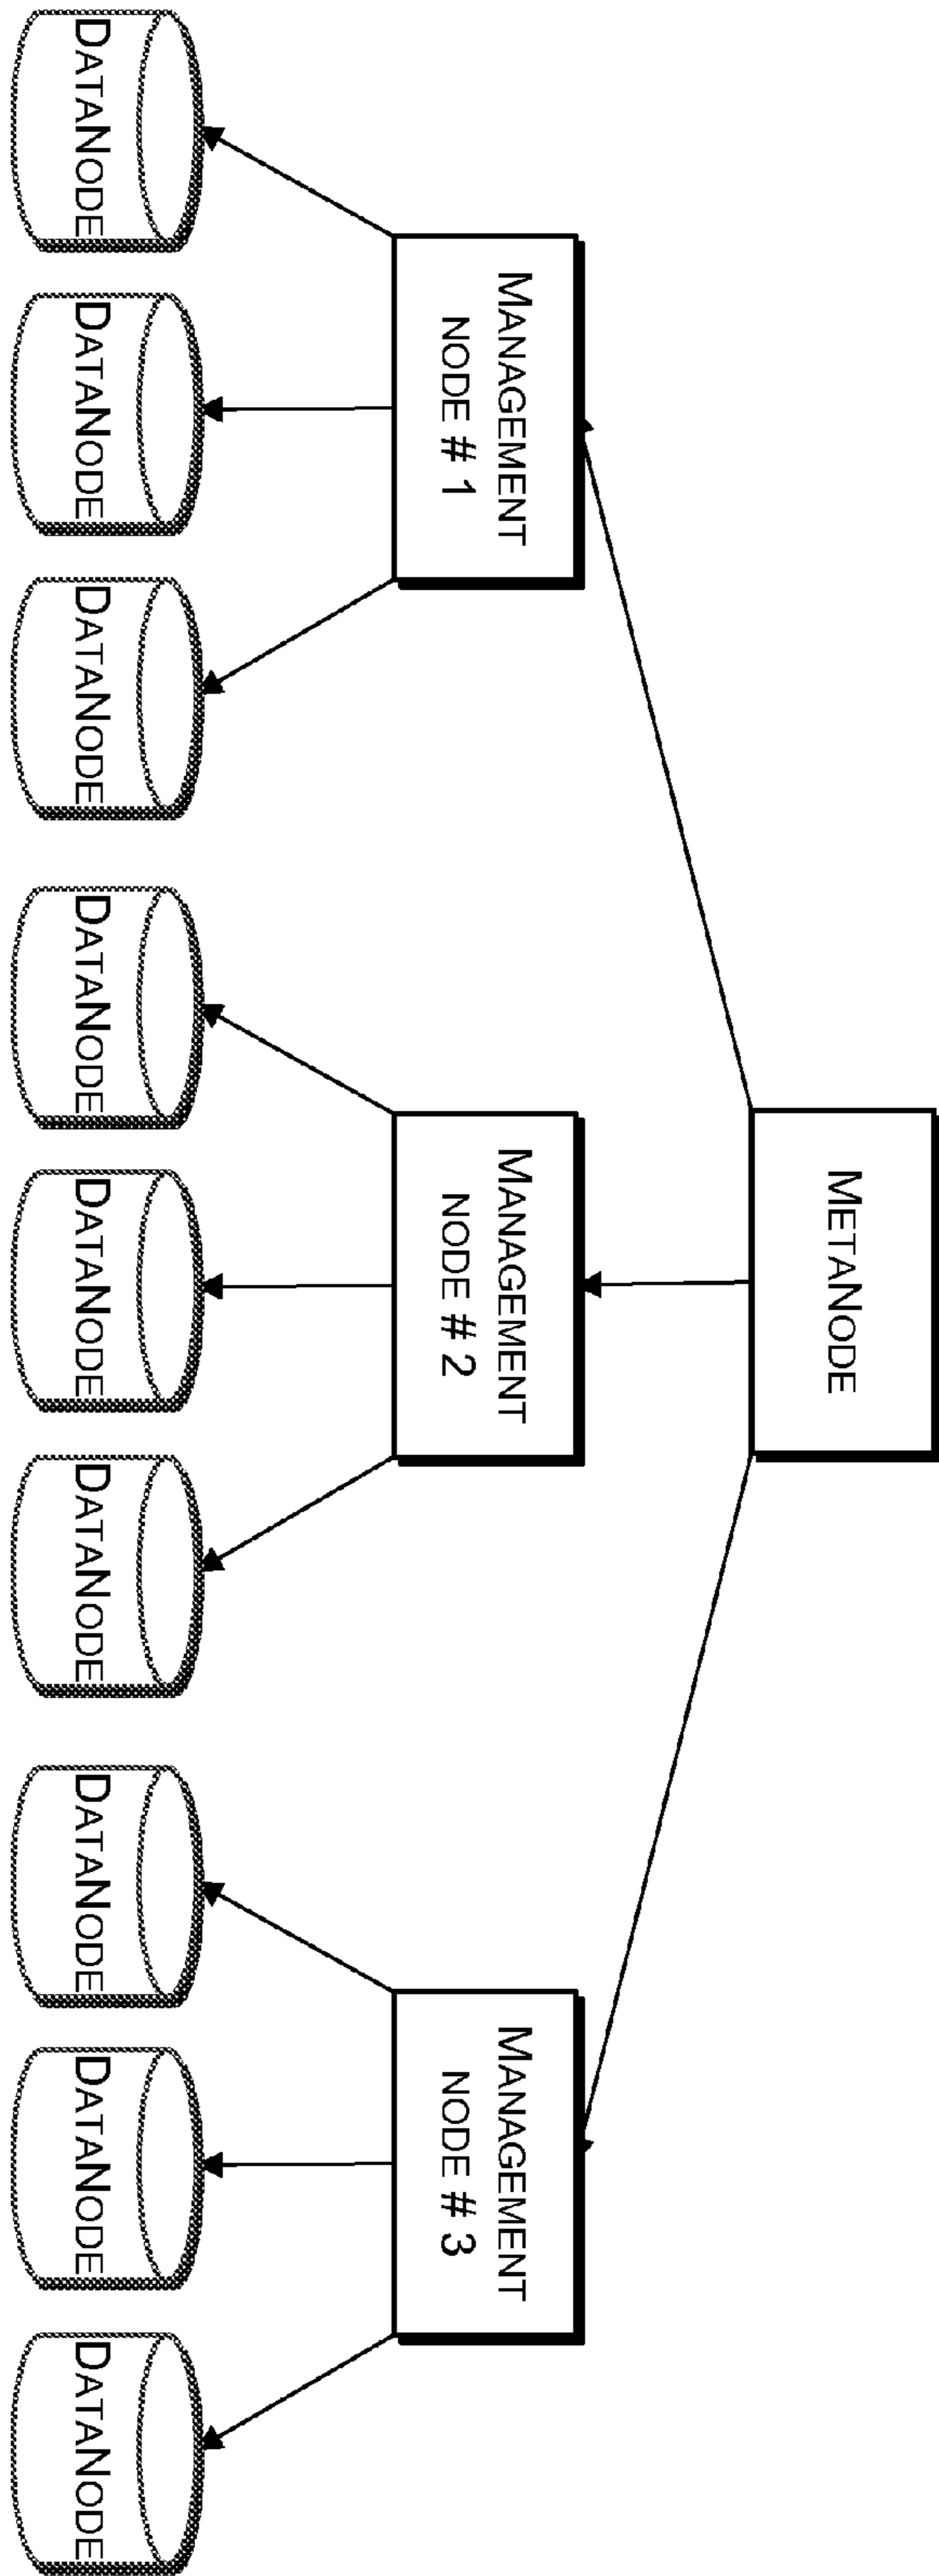 METANODE
MANAGEMENT
NODE # 1
MANAGEMENT
NODE # 2
MANAGEMENT
NODE # 3
DATANODE
DATANODE
DATANODE
DATANODE
DATANODE
DATANODE
DATANODE
DATANODE
DATANODE